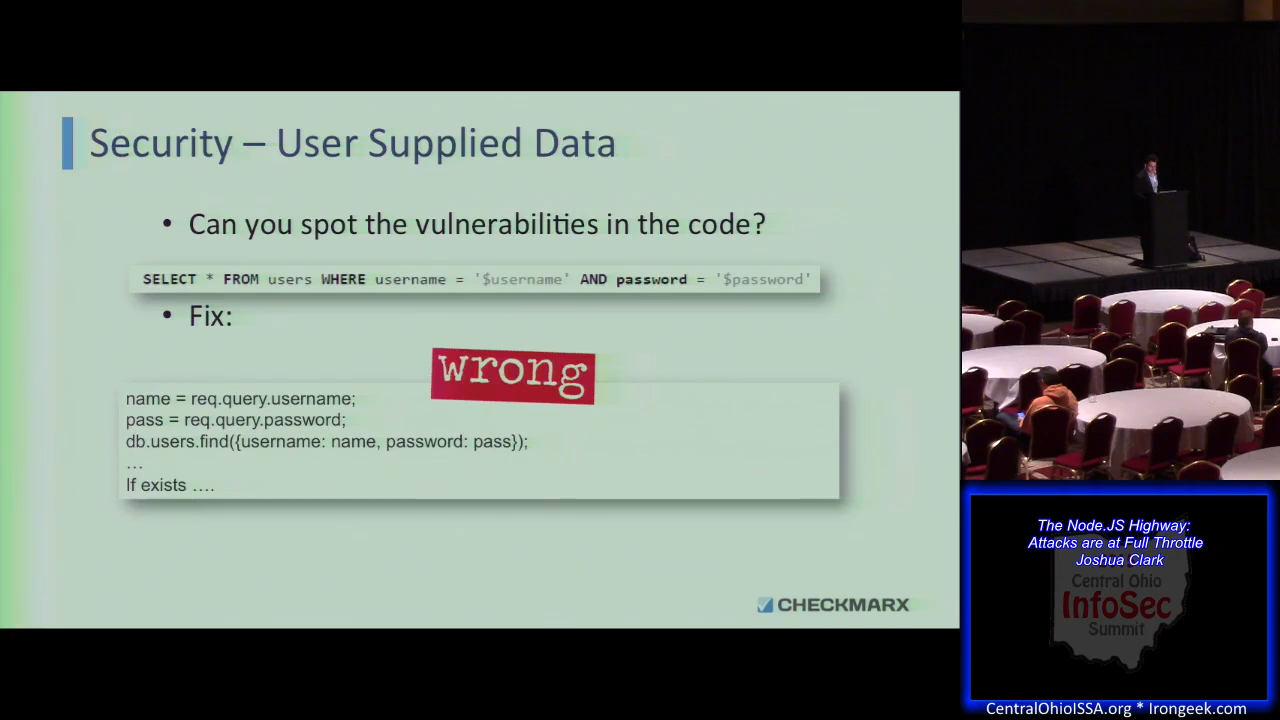 Security – User Supplied Data
• Can you spot the vulnerabilities in the code?
SELECT * FROM users WHERE username = '$username' AND password = '$password'
• Fix:
wrong
name = req.query.username;
pass = req.query.password;
db.users.find({username: name, password: pass});
…
If exists ….
CHECKMARX
The Node.JS Highway:
Attacks are at Full Throttle
Joshua Clark
Central Ohio
InfoSec
Summit
CentralOhioISSA.org * Irongeek.com